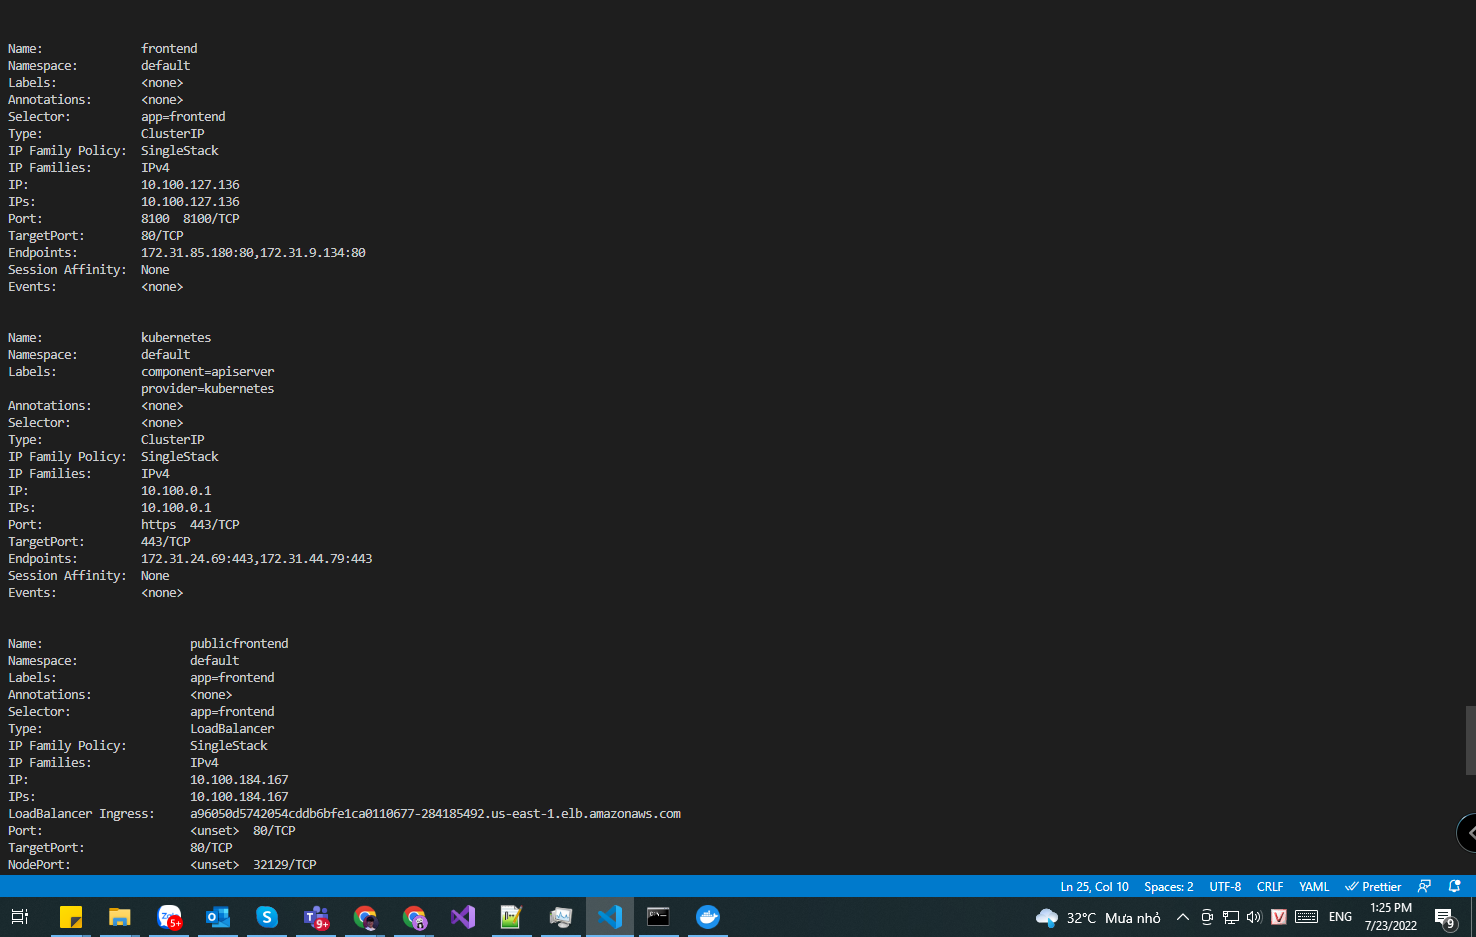 Name:              frontend
Namespace:         default
Labels:            <none>
Annotations:       <none>
Selector:          app=frontend
Type:              ClusterIP
IP Family Policy:  SingleStack
IP Families:       IPv4
IP:                10.100.127.136
IPs:               10.100.127.136
Port:              8100  8100/TCP
TargetPort:        80/TCP
Endpoints:         172.31.85.180:80,172.31.9.134:80
Session Affinity:  None
Events:            <none>
Name:              kubernetes
Namespace:         default
Labels:            component=apiserver
                   provider=kubernetes
Annotations:       <none>
Selector:          <none>
Type:              ClusterIP
IP Family Policy:  SingleStack
IP Families:       IPv4
IP:                10.100.0.1
IPs:               10.100.0.1
Port:              https  443/TCP
TargetPort:        443/TCP
Endpoints:         172.31.24.69:443,172.31.44.79:443
Session Affinity:  None
Events:            <none>
Name:                     publicfrontend
Namespace:                default
Labels:                   app=frontend
Annotations:              <none>
Selector:                 app=frontend
Type:                     LoadBalancer
IP Family Policy:         SingleStack
IP Families:              IPv4
IP:                       10.100.184.167
IPs:                      10.100.184.167
LoadBalancer Ingress:     a96050d5742054cddb6bfe1ca0110677-284185492.us-east-1.elb.amazonaws.com
Port:                     <unset>  80/TCP
TargetPort:               80/TCP
NodePort:                 <unset>  32129/TCP
Ln 25, Col 10 Spaces: 2 UTF-8 CRLF YAML Prettier
5+ 9+ 32°C Mưa nhỏ V ENG 1:25 PM 9
7/23/2022